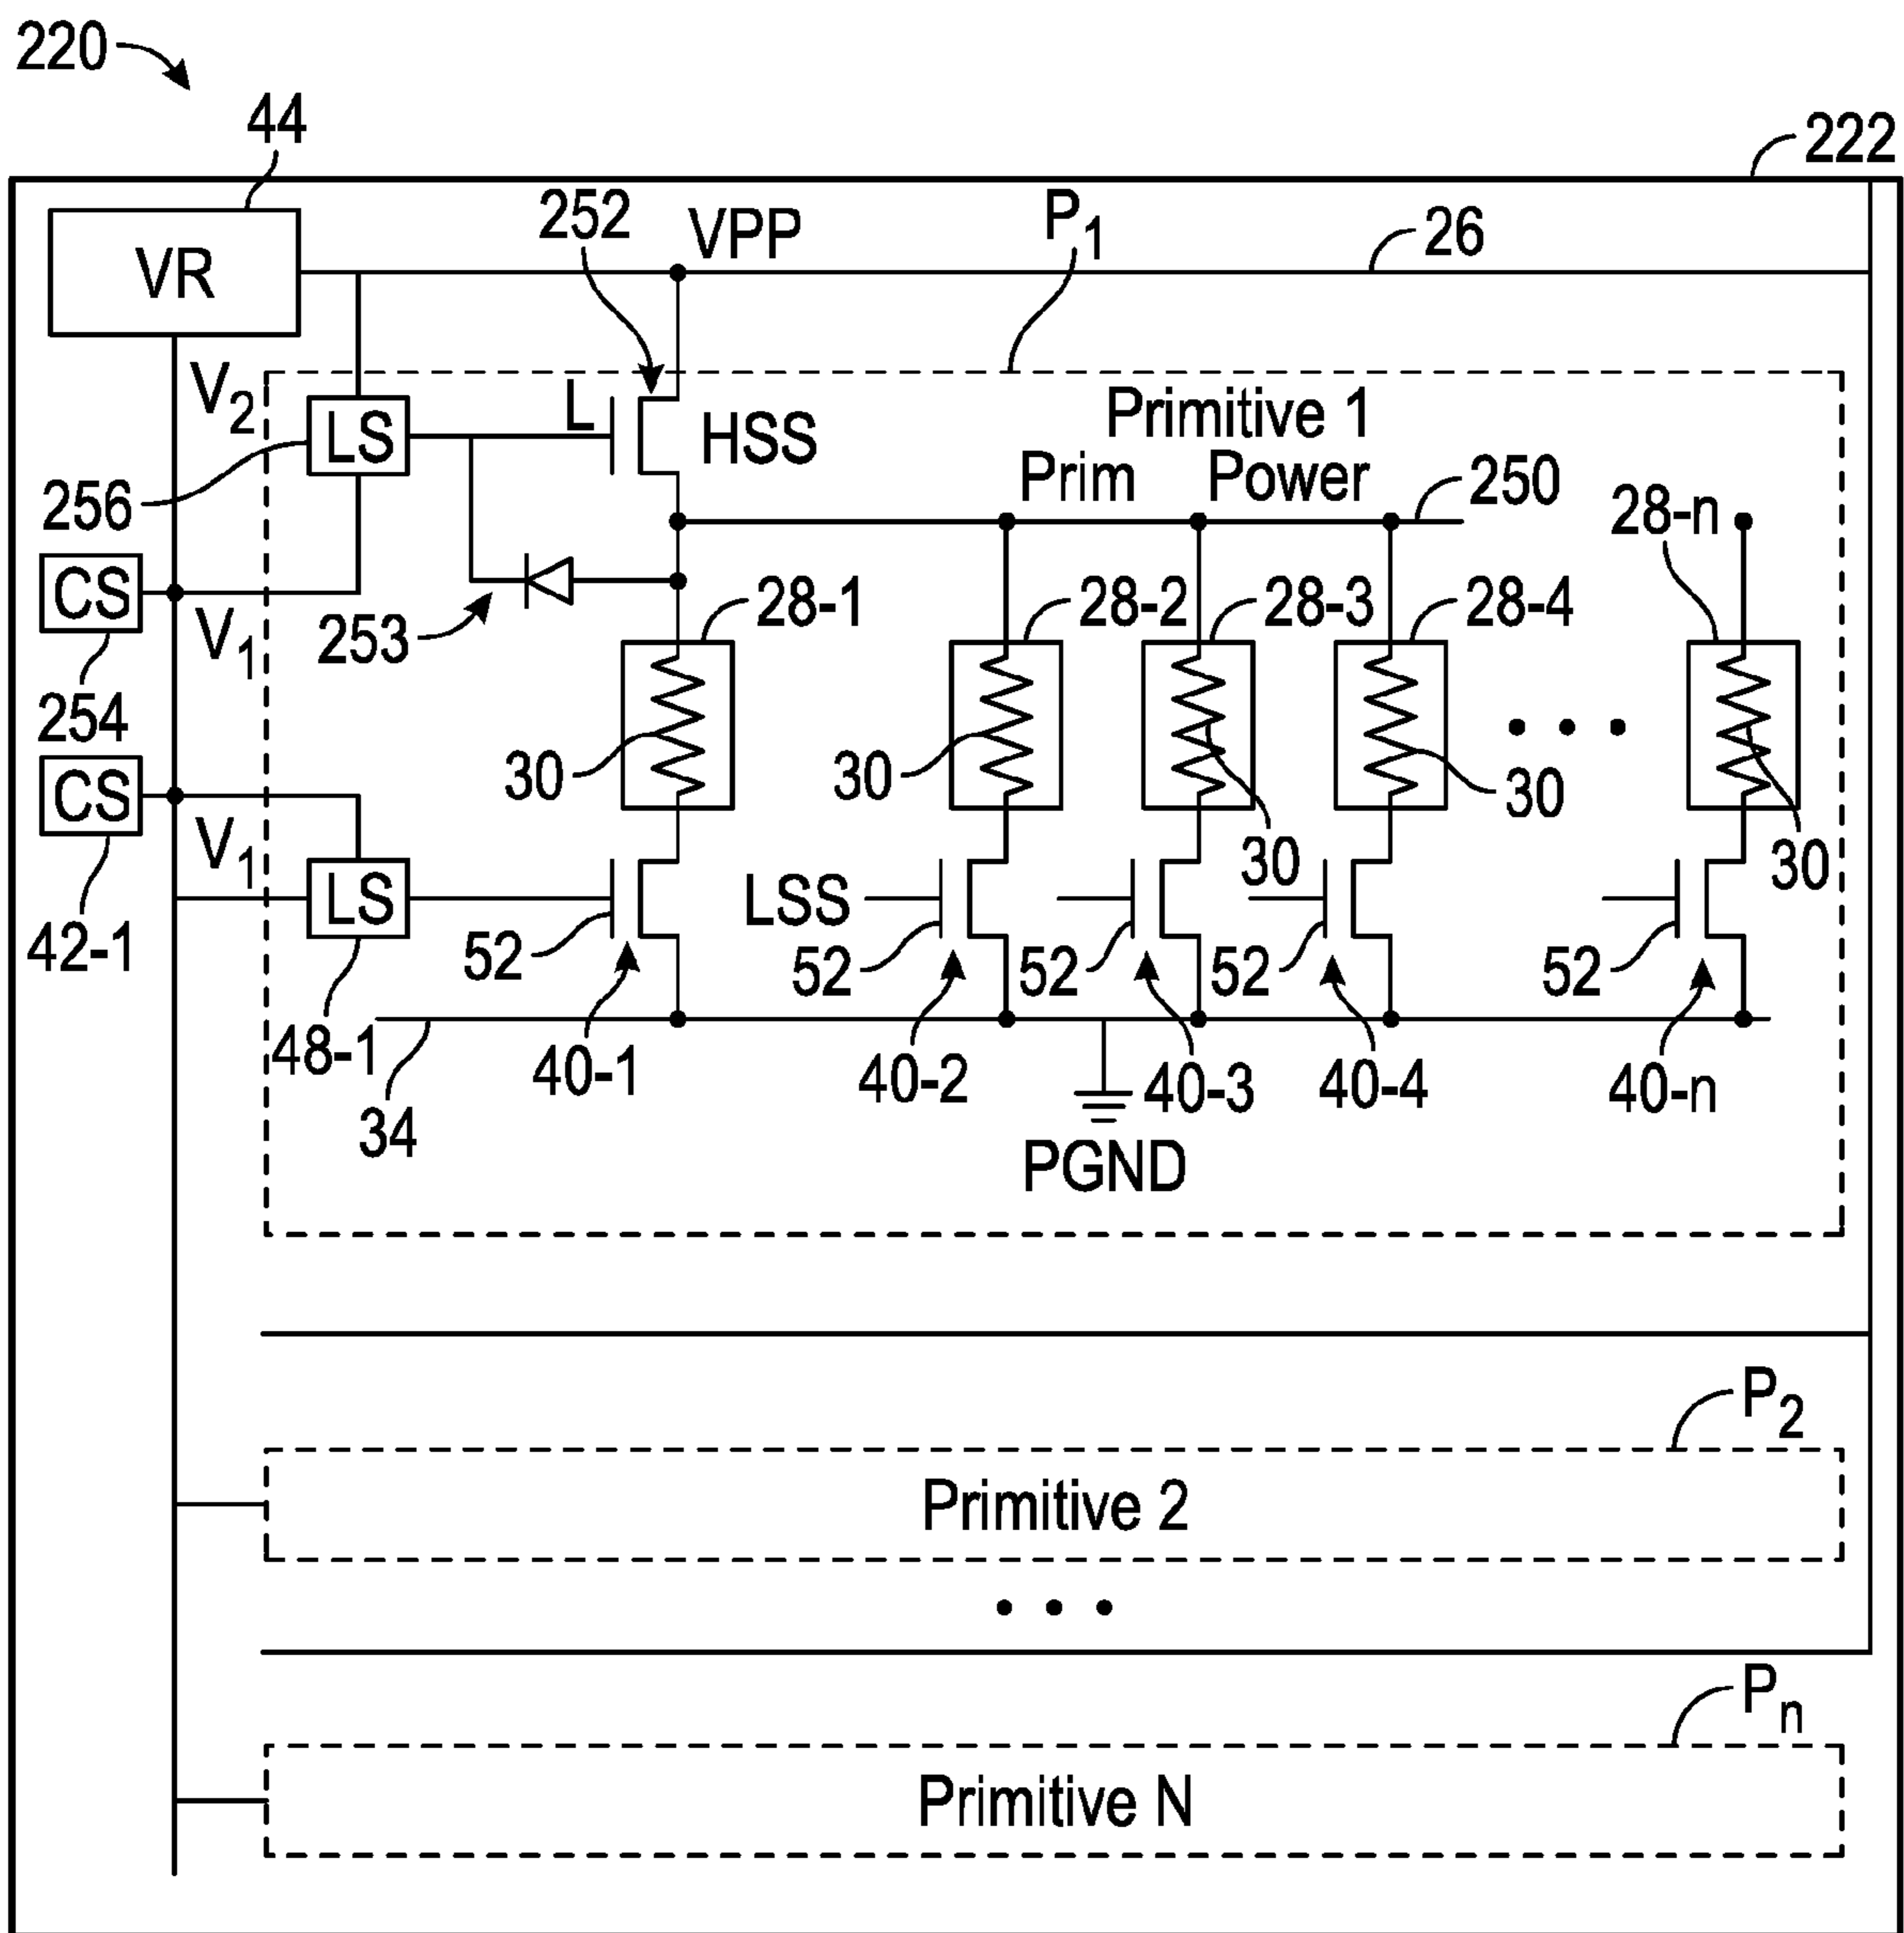 220
44
222
252
VPP
P1
26
VR
V2
L
Primitive 1
LS
HSS
Prim Power
250
256
28-n
CS
V1
253
28-1
28-2
28-3
28-4
254
30
30
30
30
30
CS
V1
LS
LSS
42-1
52
52
52
52
52
48-1
40-1
40-2
40-3
40-4
40-n
34
PGND
P2
Primitive 2
Pn
Primitive N